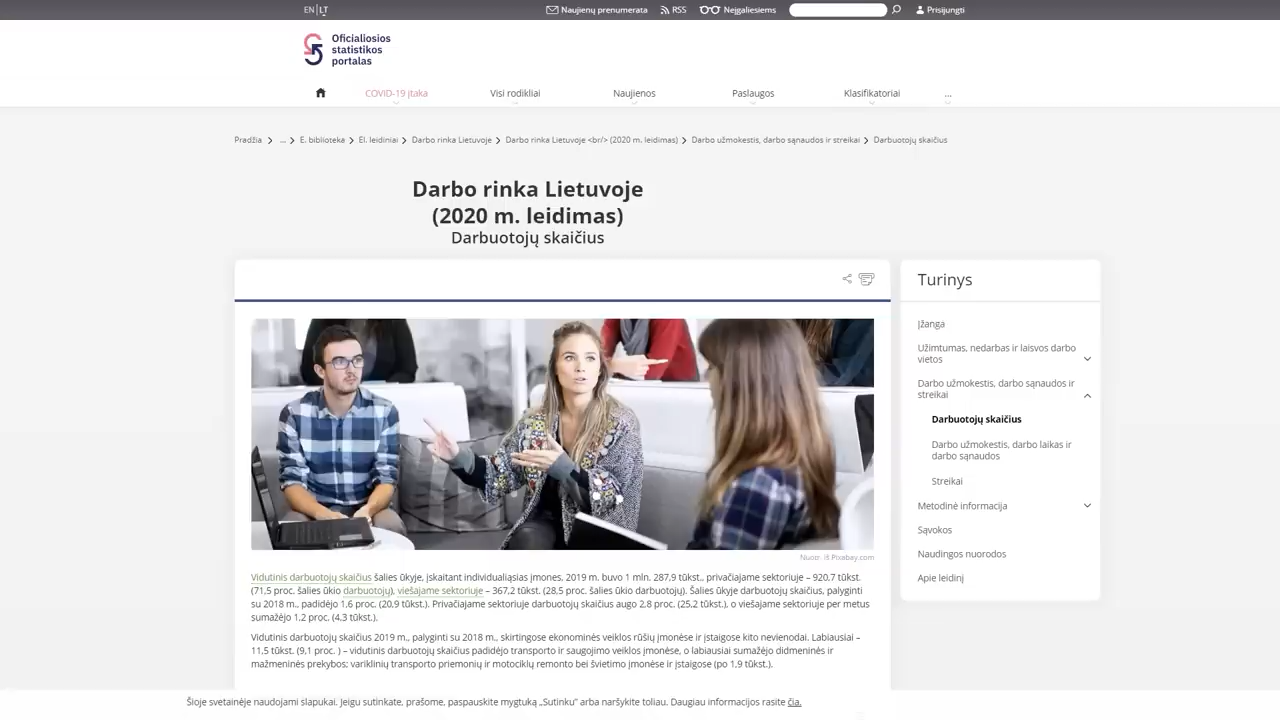 EN LT
Naujienų prenumerata RSS Neįgaliesiems Prisijungti
Oficialiosios
statistikos
portalas
COVID-19 įtaka Visi rodikliai Naujienos Paslaugos Klasifikatoriai ...
Pradžia ... E. biblioteka El. leidiniai Darbo rinka Lietuvoje Darbo rinka Lietuvoje <br/> (2020 m. leidimas) Darbo užmokestis, darbo sąnaudos ir streikai Darbuotojų skaičius
Darbo rinka Lietuvoje
(2020 m. leidimas)
Darbuotojų skaičius
Turinys
Įžanga
Užimtumas, nedarbas ir laisvos darbo
vietos
Darbo užmokestis, darbo sąnaudos ir
streikai
Darbuotojų skaičius
Darbo užmokestis, darbo laikas ir
darbo sąnaudos
Streikai
Metodinė informacija
Sąvokos
Naudingos nuorodos
Apie leidinį
iš Pixabay.com
Vidutinis darbuotojų skaičius šalies ūkyje, įskaitant individualiąsias įmones, 2019 m. buvo 1 mln. 287,9 tūkst., privačiajame sektoriuje – 920,7 tūkst.
(71,5 proc. šalies ūkio darbuotojų), viešajame sektoriuje – 367,2 tūkst. (28,5 proc. šalies ūkio darbuotojų). Šalies ūkyje darbuotojų skaičius, palyginti
su 2018 m., padidėjo 1,6 proc. (20,9 tūkst.). Privačiajame sektoriuje darbuotojų skaičius augo 2,8 proc. (25,2 tūkst.), o viešajame sektoriuje per metus
sumažėjo 1,2 proc. (4,3 tūkst.).
Vidutinis darbuotojų skaičius 2019 m., palyginti su 2018 m., skirtingose ekonominės veiklos rūšių įmonėse ir įstaigose kito nevienodai. Labiausiai –
11,5 tūkst. (9,1 proc. ) – vidutinis darbuotojų skaičius padidėjo transporto ir saugojimo veiklos įmonėse, o labiausiai sumažėjo didmeninės ir
mažmeninės prekybos; variklinių transporto priemonių ir motociklų remonto bei švietimo įmonėse ir įstaigose (po 1,9 tūkst.).
Šioje svetainėje naudojami slapukai. Jeigu sutinkate, prašome, paspauskite mygtuką „Sutinku“ arba naršykite toliau. Daugiau informacijos rasite čia.